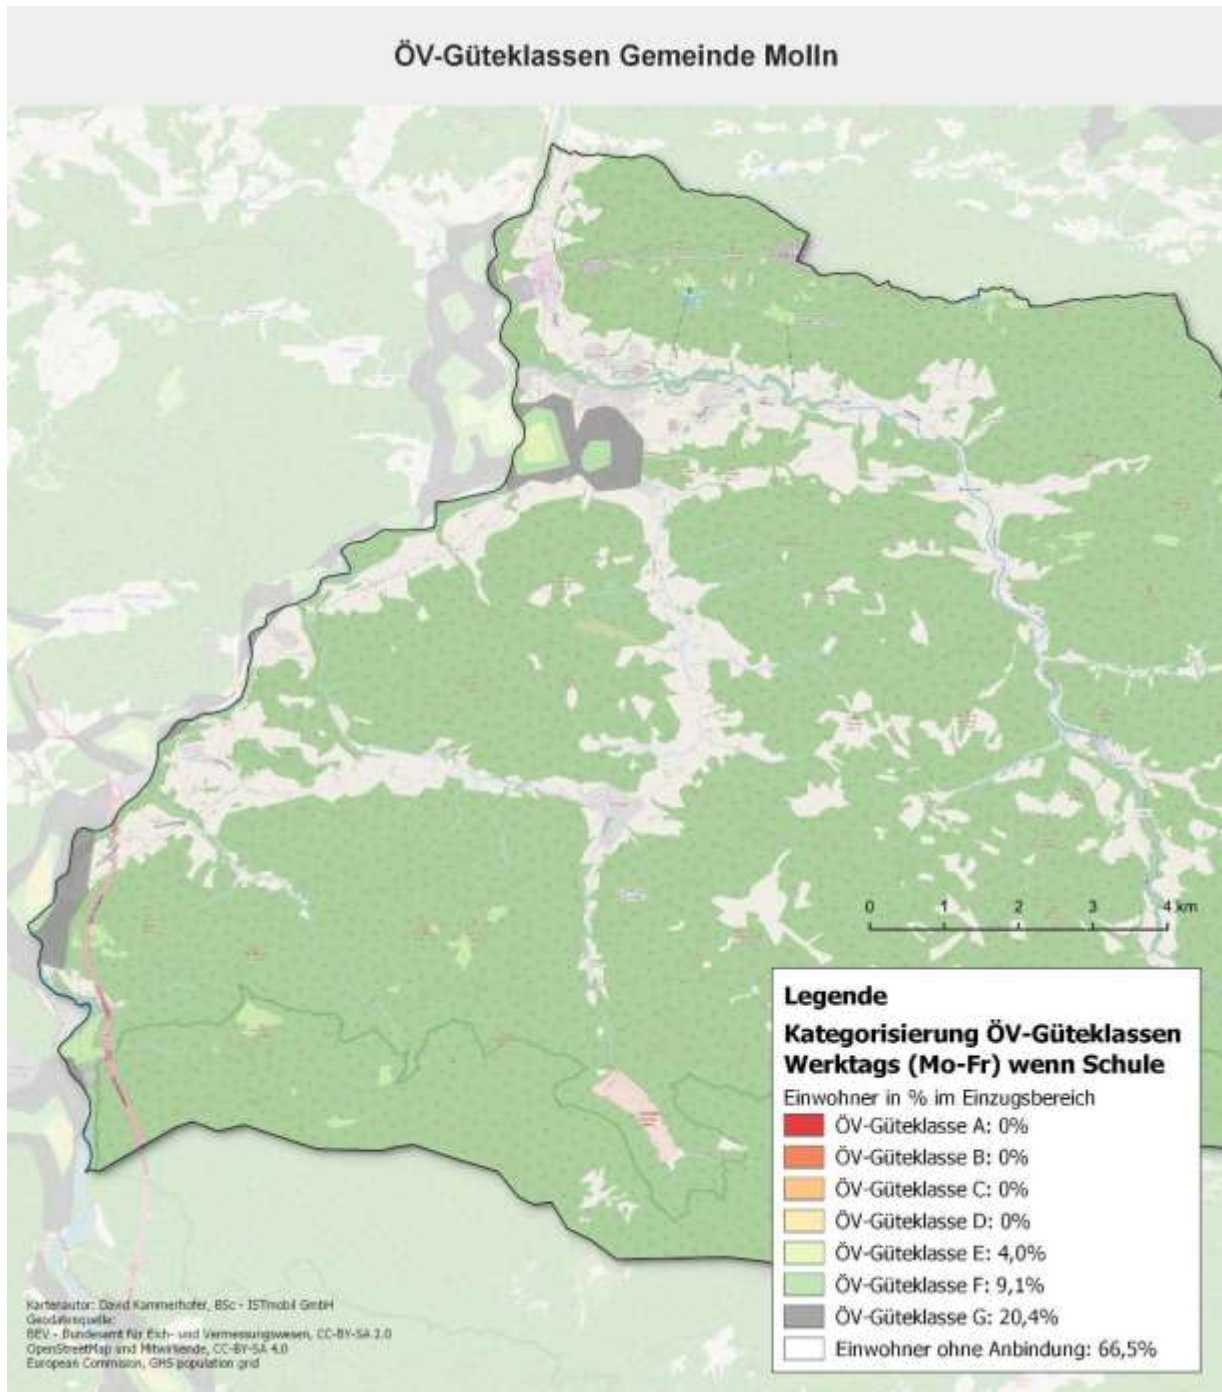 ÖV-Güteklassen Gemeinde Molln
0 1 2 3 4 km
Legende
Kategorisierung ÖV-Güteklassen
Werktags (Mo-Fr) wenn Schule
Einwohner in % im Einzugsbereich
ÖV-Güteklasse A: 0%
ÖV-Güteklasse B: 0%
ÖV-Güteklasse C: 0%
ÖV-Güteklasse D: 0%
ÖV-Güteklasse E: 4,0%
ÖV-Güteklasse F: 9,1%
ÖV-Güteklasse G: 20,4%
Einwohner ohne Anbindung: 66,5%
Kartenautor: David Kammerhofer, BSc - ISTmobil GmbH
Geodatenquelle:
BEV - Bundesamt für Eich- und Vermessungswesen, CC-BY-SA 2.0
OpenStreetMap und Mitwirkende, CC-BY-SA 4.0
European Commision, GHS population grid